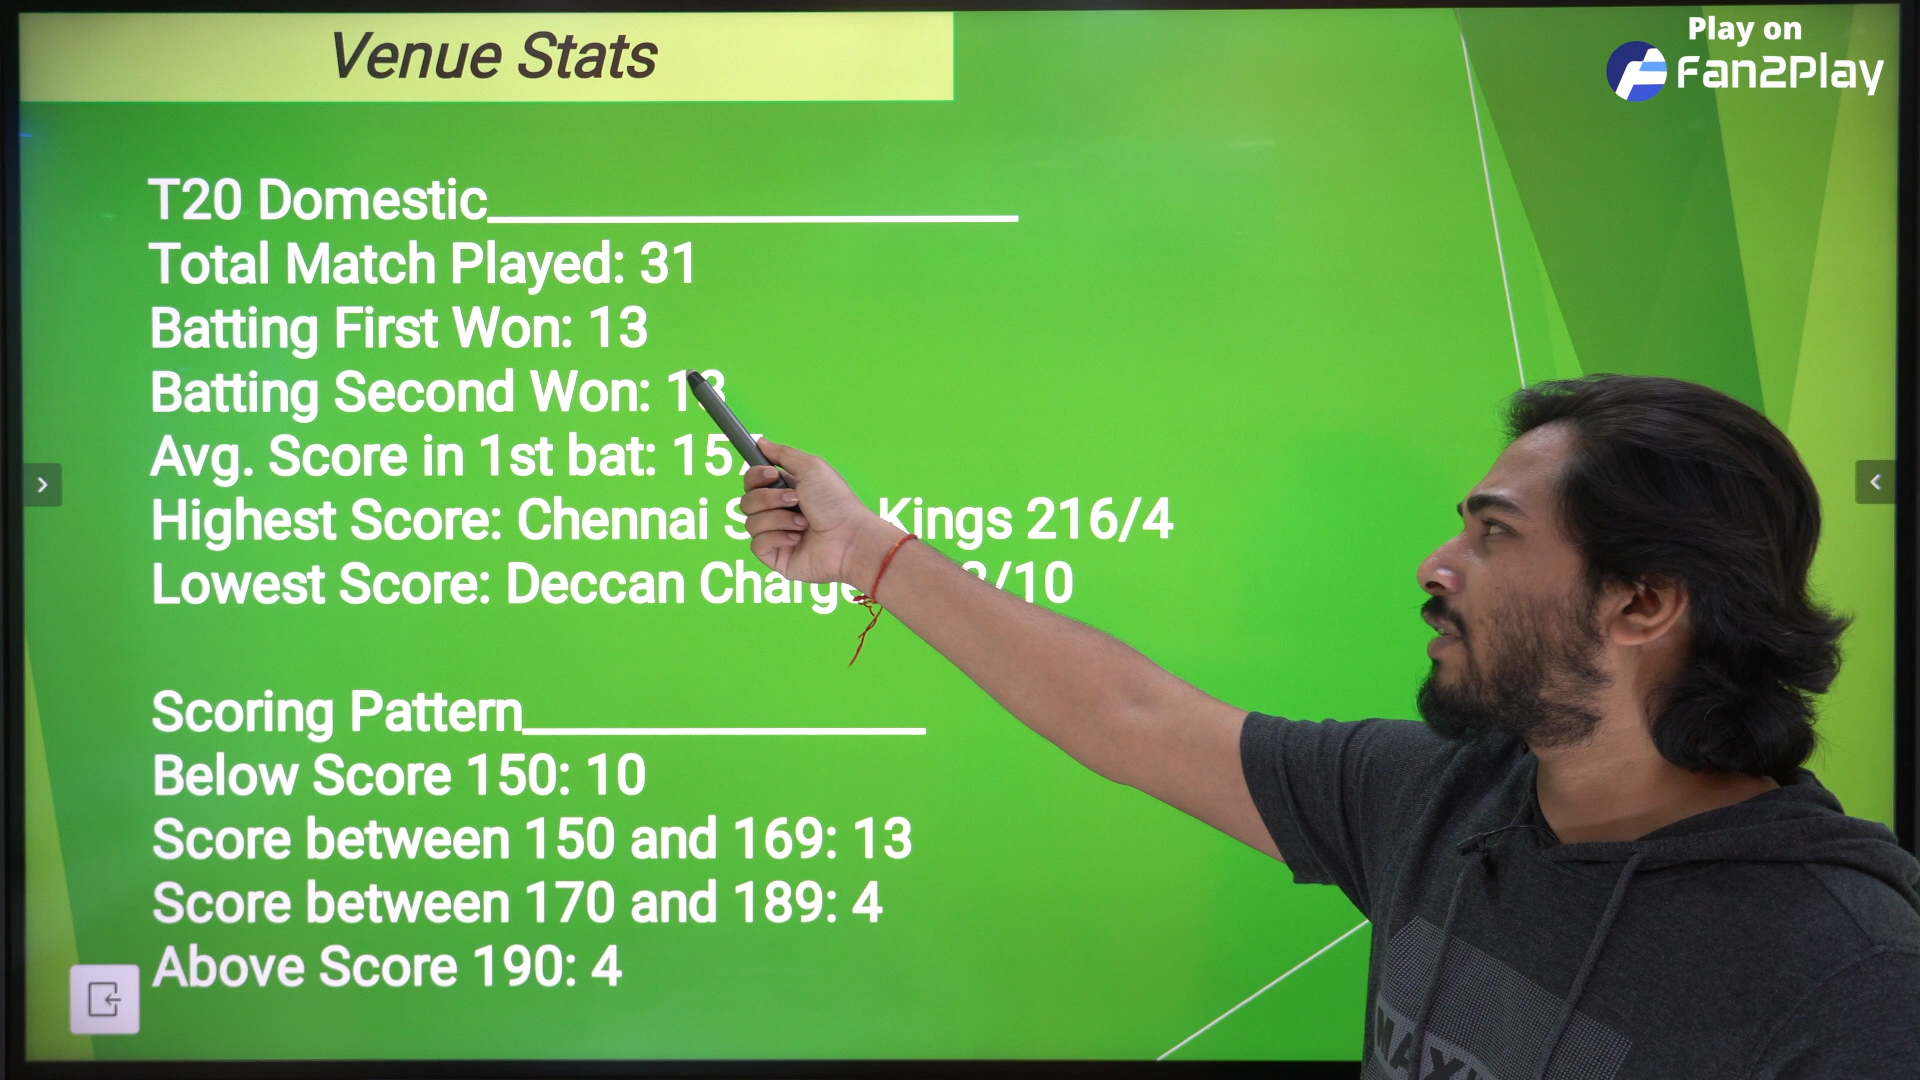 Venue Stats
Play on
Fan2Play
T20 Domestic
Total Match Played: 31
Batting First Won: 13
Batting Second Won:
Avg. Score in 1st bat: 157
Highest Score: Chennai Kings 216/4
Lowest Score: Deccan
Scoring Pattern
Below Score 150: 10
Score between 150 and 169: 13
Score between 170 and 189: 4
Above Score 190: 4